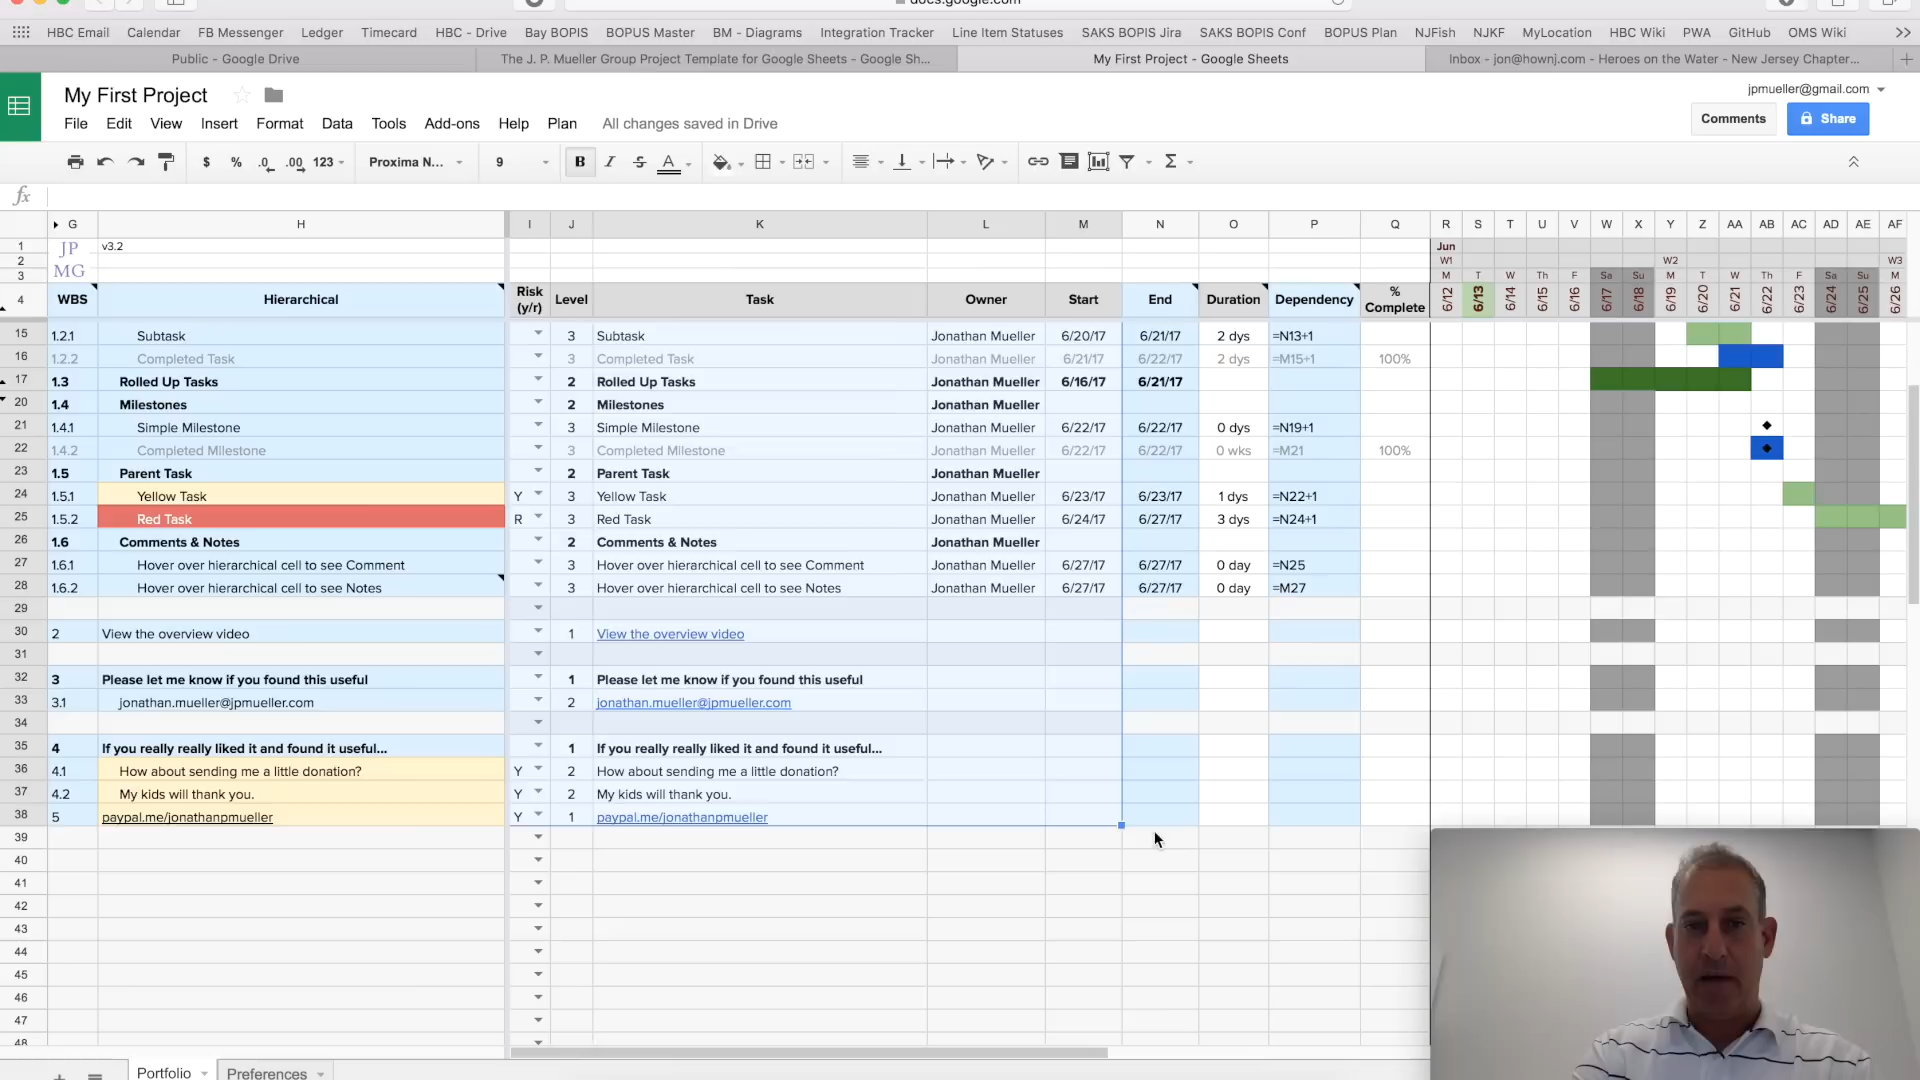 docs.google.com
HBC Email Calendar FB Messenger Ledger Timecard HBC - Drive Bay BOPIS BOPUS Master BM - Diagrams Integration Tracker Line Item Statuses SAKS BOPIS Jira SAKS BOPIS Conf BOPUS Plan NJFish NJKF MyLocation HBC Wiki PWA GitHub OMS Wiki
Public - Google Drive The J. P. Mueller Group Project Template for Google Sheets - Google Sh... My First Project - Google Sheets Inbox - jon@hownj.com - Heroes on the Water - New Jersey Chapter...
My First Project jpmueller@gmail.com
File Edit View Insert Format Data Tools Add-ons Help Plan All changes saved in Drive Comments Share
$ % .0 .00 123 Proxima N... 9 B I S A Σ
fx
G H I J K L M N O P Q R S T U V W X Y Z AA AB AC AD AE AF
1 JP v3.2 Jun
2 MG W1 W2 W3
3 M T W Th F Sa Su M T W Th F Sa Su M
4 WBS Hierarchical Risk (y/r) Level Task Owner Start End Duration Dependency % Complete 6/12 6/13 6/14 6/15 6/16 6/17 6/18 6/19 6/20 6/21 6/22 6/23 6/24 6/25 6/26
15 1.2.1 Subtask 3 Subtask Jonathan Mueller 6/20/17 6/21/17 2 dys =N13+1
16 1.2.2 Completed Task 3 Completed Task Jonathan Mueller 6/21/17 6/22/17 2 dys =M15+1 100%
17 1.3 Rolled Up Tasks 2 Rolled Up Tasks Jonathan Mueller 6/16/17 6/21/17
20 1.4 Milestones 2 Milestones Jonathan Mueller
21 1.4.1 Simple Milestone 3 Simple Milestone Jonathan Mueller 6/22/17 6/22/17 0 dys =N19+1
22 1.4.2 Completed Milestone 3 Completed Milestone Jonathan Mueller 6/22/17 6/22/17 0 wks =M21 100%
23 1.5 Parent Task 2 Parent Task Jonathan Mueller
24 1.5.1 Yellow Task Y 3 Yellow Task Jonathan Mueller 6/23/17 6/23/17 1 dys =N22+1
25 1.5.2 Red Task R 3 Red Task Jonathan Mueller 6/24/17 6/27/17 3 dys =N24+1
26 1.6 Comments & Notes 2 Comments & Notes Jonathan Mueller
27 1.6.1 Hover over hierarchical cell to see Comment 3 Hover over hierarchical cell to see Comment Jonathan Mueller 6/27/17 6/27/17 0 day =N25
28 1.6.2 Hover over hierarchical cell to see Notes 3 Hover over hierarchical cell to see Notes Jonathan Mueller 6/27/17 6/27/17 0 day =M27
29
30 2 View the overview video 1 View the overview video
31
32 3 Please let me know if you found this useful 1 Please let me know if you found this useful
33 3.1 jonathan.mueller@jpmueller.com 2 jonathan.mueller@jpmueller.com
34
35 4 If you really really liked it and found it useful... 1 If you really really liked it and found it useful...
36 4.1 How about sending me a little donation? Y 2 How about sending me a little donation?
37 4.2 My kids will thank you. Y 2 My kids will thank you.
38 5 paypal.me/jonathanpmueller Y 1 paypal.me/jonathanpmueller
39
40
41
42
43
44
45
46
47
48
Portfolio Preferences